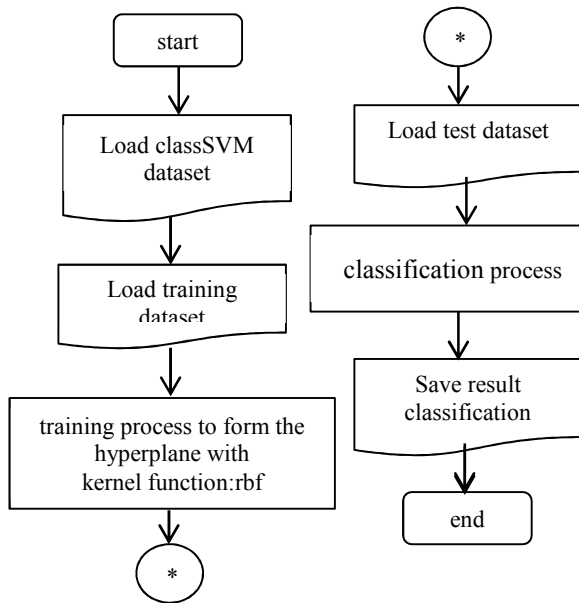 start
Load classSVM
dataset
Load training
dataset
training process to form the
hyperplane with
kernel function:rbf
*
*
Load test dataset
classification process
Save result
classification
end